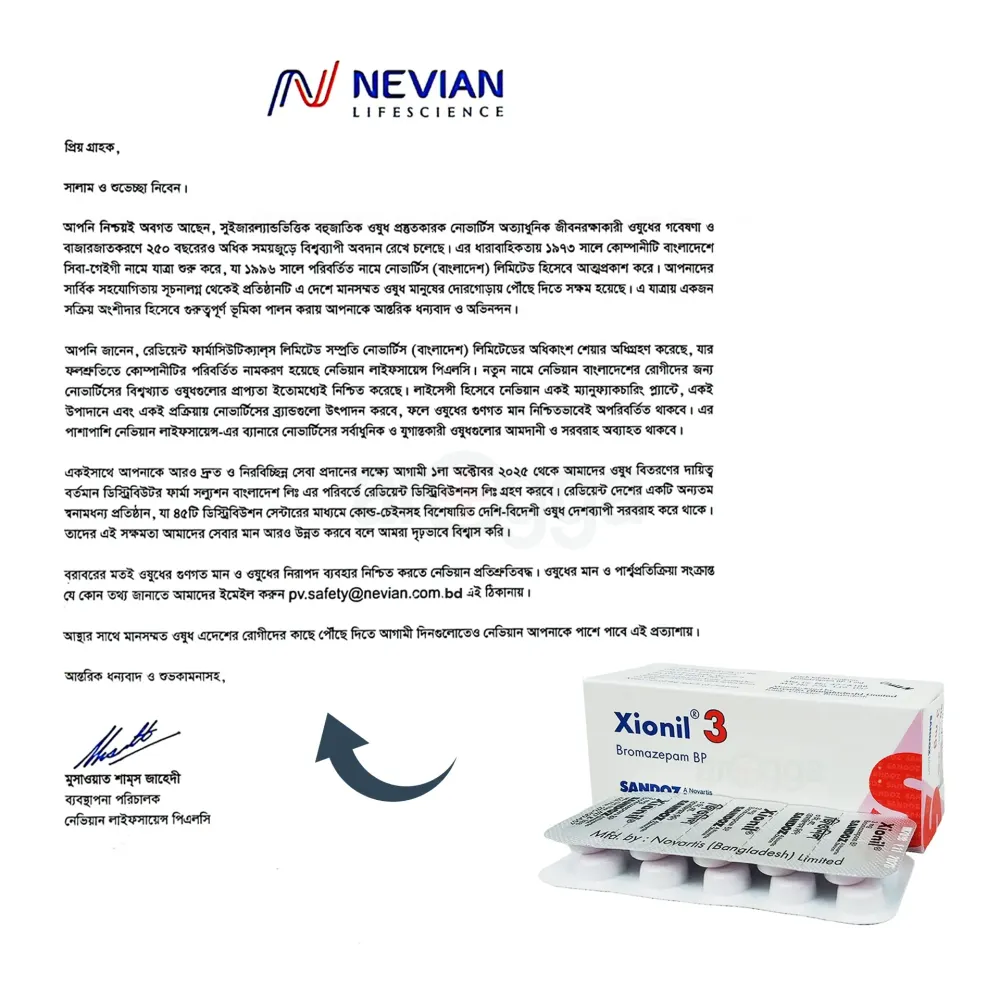 NEVIAN
LIFESCIENCE
প্রিয় গ্রাহক,
সালাম ও শুভেচ্ছা নিবেন।
আপনি নিশ্চয়ই অবগত আছেন, সুইজারল্যান্ডভিত্তিক বহুজাতিক ওষুধ প্রস্তুতকারক নোভার্টিস অত্যাধুনিক জীবনরক্ষাকারী ওষুধের গবেষণা ও
বাজারজাতকরণে ২৫০ বছরেরও অধিক সময়জুড়ে বিশ্বব্যাপী অবদান রেখে চলেছে। এর ধারাবাহিকতায় ১৯৭৩ সালে কোম্পানীটি বাংলাদেশে
সিবা-গেইগী নামে যাত্রা শুরু করে, যা ১৯৯৬ সালে পরিবর্তিত নামে নোভার্টিস (বাংলাদেশ) লিমিটেড হিসেবে আত্মপ্রকাশ করে। আপনাদের
সার্বিক সহযোগিতায় সূচনালগ্ন থেকেই প্রতিষ্ঠানটি এ দেশে মানসম্মত ওষুধ মানুষের দোরগোড়ায় পৌঁছে দিতে সক্ষম হয়েছে। এ যাত্রায় একজন
সক্রিয় অংশীদার হিসেবে গুরুত্বপূর্ণ ভূমিকা পালন করায় আপনাকে আন্তরিক ধন্যবাদ ও অভিনন্দন।
আপনি জানেন, রেডিয়েন্ট ফার্মাসিউটিক্যাল্‌স লিমিটেড সম্প্রতি নোভার্টিস (বাংলাদেশ) লিমিটেডের অধিকাংশ শেয়ার অধিগ্রহণ করেছে, যার
ফলশ্রুতিতে কোম্পানীটির পরিবর্তিত নামকরণ হয়েছে নেভিয়ান লাইফসায়েন্স পিএলসি। নতুন নামে নেভিয়ান বাংলাদেশের রোগীদের জন্য
নোভার্টিসের বিশ্বখ্যাত ওষুধগুলোর প্রাপ্যতা ইতোমধ্যেই নিশ্চিত করেছে। লাইসেন্সী হিসেবে নেভিয়ান একই ম্যানুফ্যাকচারিং প্ল্যান্টে, একই
উপাদানে এবং একই প্রক্রিয়ায় নোভার্টিসের ব্র্যান্ডগুলো উৎপাদন করবে, ফলে ওষুধের গুণগত মান নিশ্চিতভাবেই অপরিবর্তিত থাকবে। এর
পাশাপাশি নেভিয়ান লাইফসায়েন্স-এর ব্যানারে নোভার্টিসের সর্বাধুনিক ও যুগান্তকারী ওষুধগুলোর আমদানী ও সরবরাহ অব্যাহত থাকবে।
একইসাথে আপনাকে আরও দ্রুত ও নিরবিচ্ছিন্ন সেবা প্রদানের লক্ষ্যে আগামী ১লা অক্টোবর ২০২৫ থেকে আমাদের ওষুধ বিতরণের দায়িত্ব
বর্তমান ডিস্ট্রিবিউটর ফার্মা সল্যুশন বাংলাদেশ লিঃ এর পরিবর্তে রেডিয়েন্ট ডিস্ট্রিবিউশনস লিঃ গ্রহণ করবে। রেডিয়েন্ট দেশের একটি অন্যতম
স্বনামধন্য প্রতিষ্ঠান, যা ৪৫টি ডিস্ট্রিবিউশন সেন্টারের মাধ্যমে কোল্ড-চেইনসহ বিশেষায়িত দেশি-বিদেশী ওষুধ দেশব্যাপী সরবরাহ করে থাকে।
তাদের এই সক্ষমতা আমাদের সেবার মান আরও উন্নত করবে বলে আমরা দৃঢ়ভাবে বিশ্বাস করি।
বরাবরের মতই ওষুধের গুণগত মান ও ওষুধের নিরাপদ ব্যবহার নিশ্চিত করতে নেভিয়ান প্রতিশ্রুতিবদ্ধ। ওষুধের মান ও পার্শ্বপ্রতিক্রিয়া সংক্রান্ত
যে কোন তথ্য জানাতে আমাদের ইমেইল করুন pv.safety@nevian.com.bd এই ঠিকানায়।
আস্থার সাথে মানসম্মত ওষুধ এদেশের রোগীদের কাছে পৌঁছে দিতে আগামী দিনগুলোতেও নেভিয়ান আপনাকে পাশে পাবে এই প্রত্যাশায়।
আন্তরিক ধন্যবাদ ও শুভকামনাসহ,
মুসাওয়াত শাম্‌স জাহেদী
ব্যবস্থাপনা পরিচালক
নেভিয়ান লাইফসায়েন্স পিএলসি
Xionil® 3
Bromazepam BP
SANDOZ A Novartis
Xionil®
SANDOZ
Mfd. by : Novartis (Bangladesh) Limited